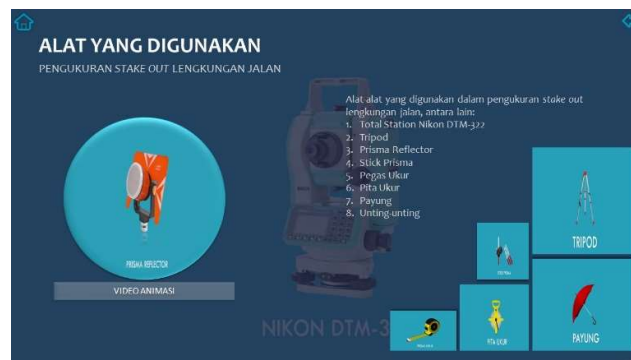 ALAT YANG DIGUNAKAN
PENGUKURAN STAKE OUT LENGKUNGAN JALAN
Alat-alat yang digunakan dalam pengukuran stake out
lengkungan jalan, antara lain:
1. Total Station Nikon DTM-322
2. Tripod
3. Prisma Reflector
4. Stick Prisma
5. Pegas Ukur
6. Pita Ukur
7. Payung
8. Unting-unting
PRISMA REFLECTOR
VIDEO ANIMASI
NIKON DTM-3
TRIPOD
PITA UKUR
PAYUNG